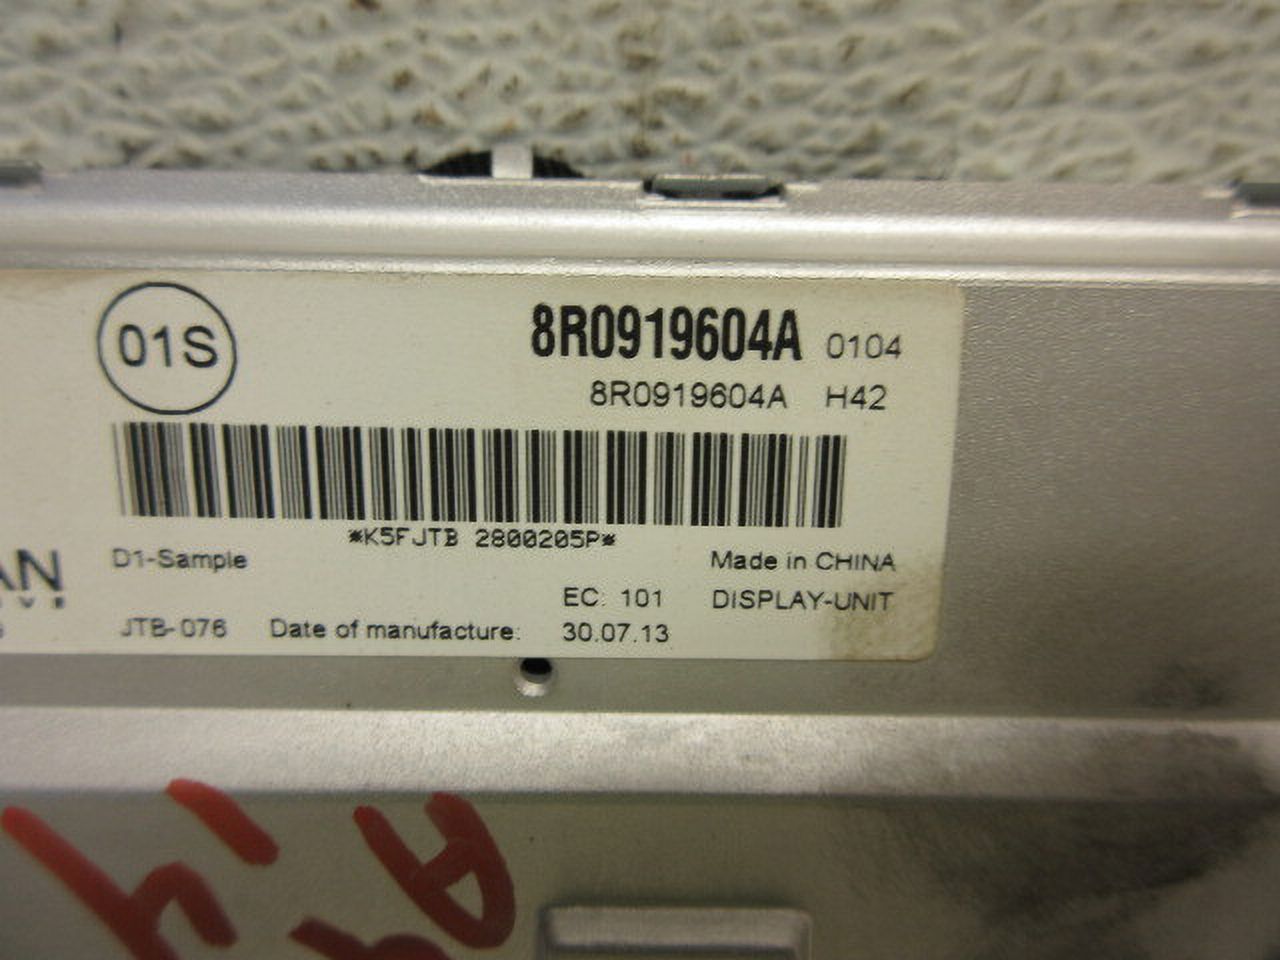 01S
8R0919604A 0104
8R0919604A H42
*K5FJTB 2800205P*
D1-Sample Made in CHINA
AN
EC: 101 DISPLAY-UNIT
JTB-076 Date of manufacture: 30.07.13